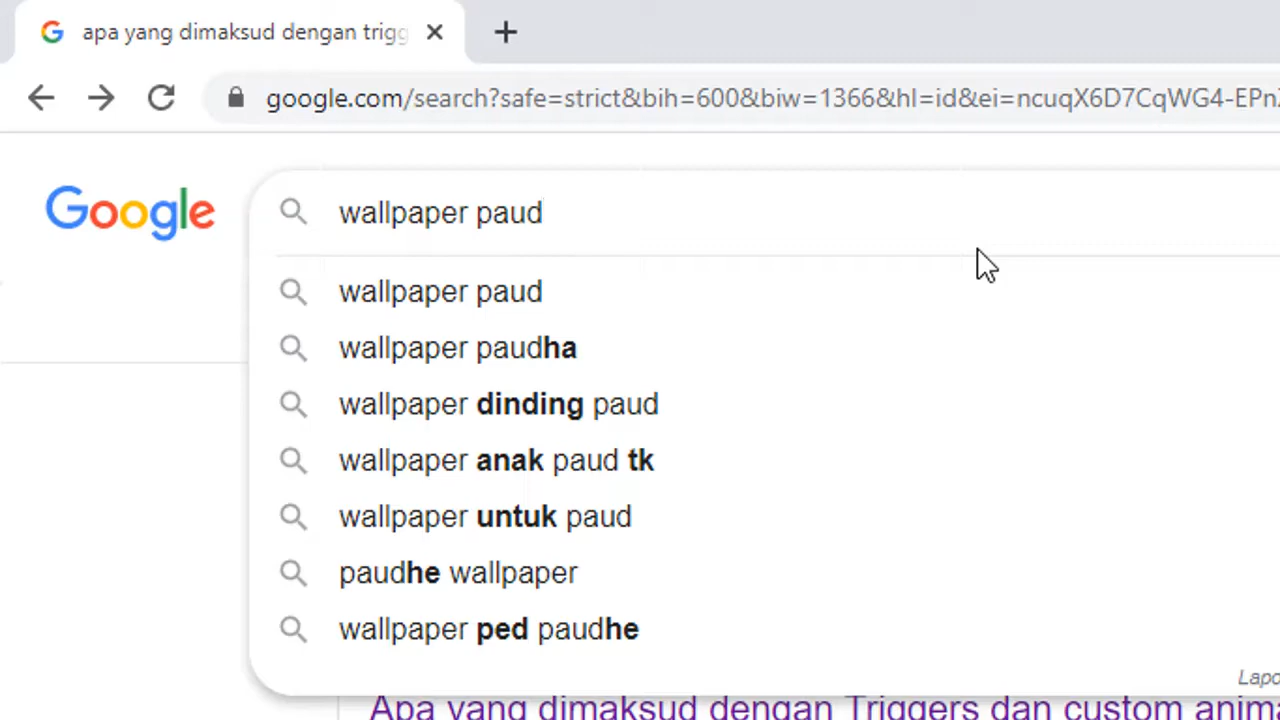 apa yang dimaksud dengan trigg
google.com/search?safe=strict&bih=600&biw=1366&hl=id&ei=ncuqX6D7CqWG4-EPn
Google
wallpaper paud
wallpaper paud
wallpaper paudha
wallpaper dinding paud
wallpaper anak paud tk
wallpaper untuk paud
paudhe wallpaper
wallpaper ped paudhe
Lapo
Apa yang dimaksud dengan Triggers dan custom anima